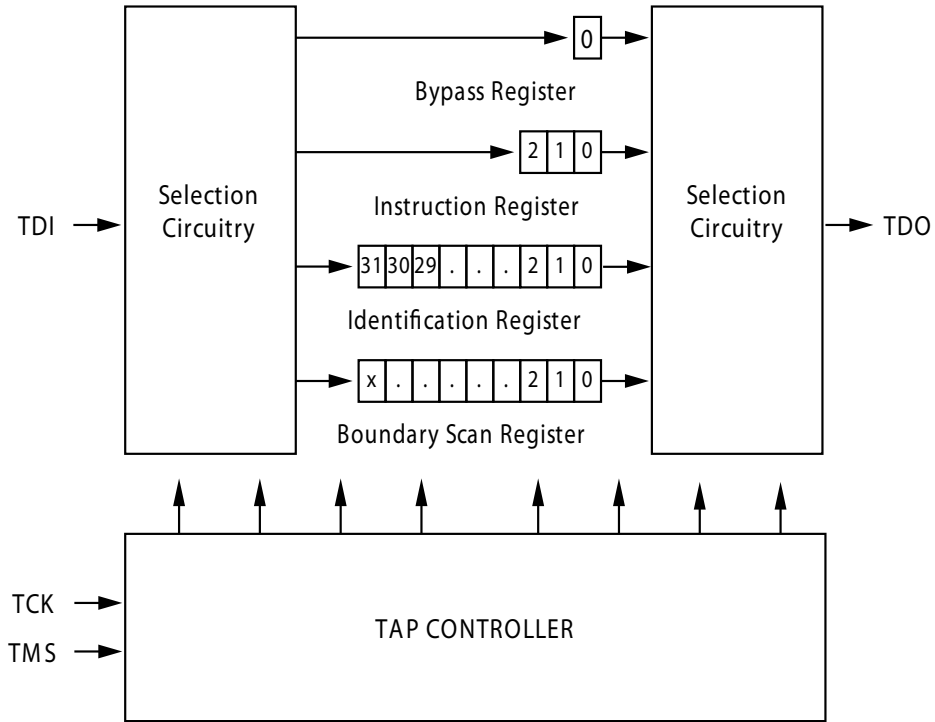 0
Bypass Register
2 1 0
Selection
Circuitry
Selection
Circuitry
TDI
TDO
Instruction Register
31 30 29 . . . 2 1 0
Identification Register
x . . . . . 2 1 0
Boundary Scan Register
TCK
TMS
TAP CONTROLLER